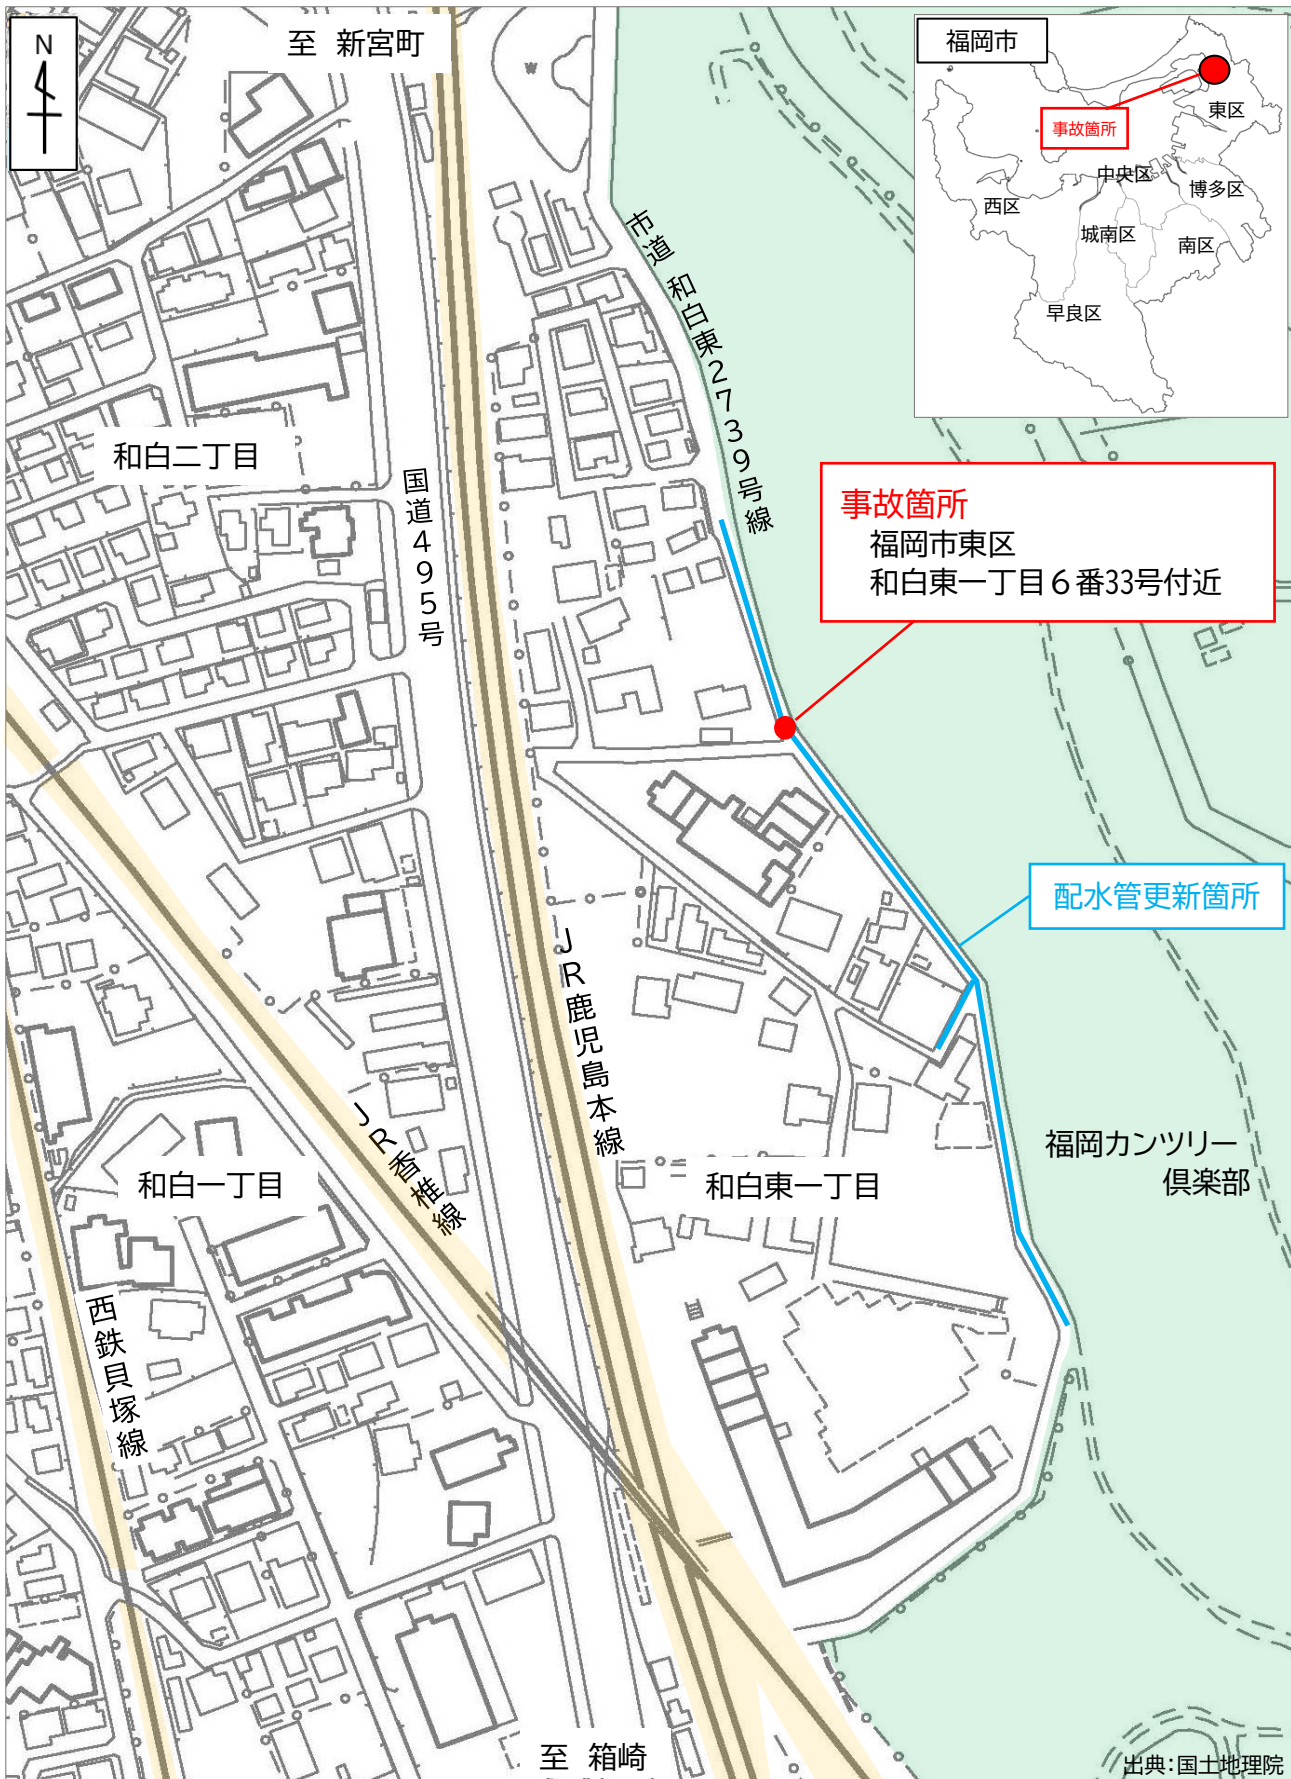 N
至 新宮町
福岡市
事故箇所
東区
中央区
博多区
西区
城南区
南区
早良区
市道 和白東2739号線
和白二丁目
国道495号
事故箇所
福岡市東区
和白東一丁目6番33号付近
配水管更新箇所
JR鹿児島本線
JR香椎線
福岡カンツリー
倶楽部
和白一丁目
和白東一丁目
西鉄貝塚線
至 箱崎
出典:国土地理院